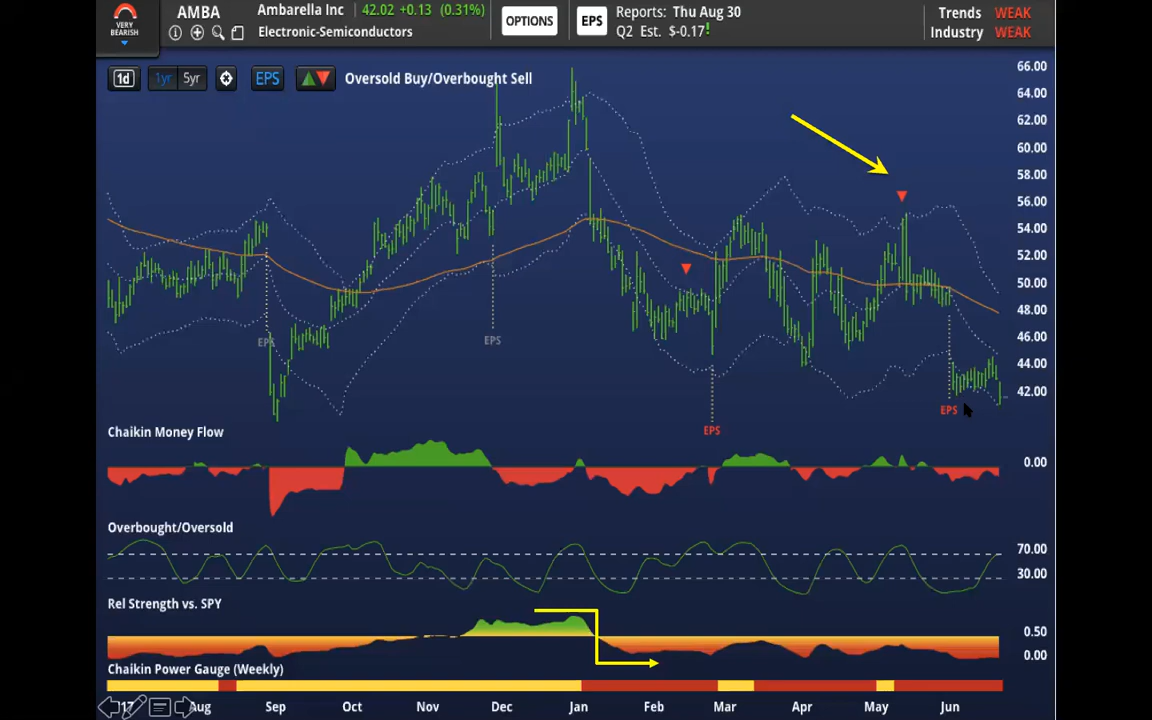 VERY
BEARISH
AMBA
Ambarella Inc
42.02 +0.13 (0.31%)
Electronic-Semiconductors
OPTIONS
EPS
Reports: Thu Aug 30
Q2 Est. $-0.17!
Trends WEAK
Industry WEAK
1d
1yr
5yr
EPS
Oversold Buy/Overbought Sell
66.00
64.00
62.00
60.00
58.00
56.00
54.00
52.00
50.00
48.00
46.00
44.00
42.00
EPS
EPS
EPS
EPS
Chaikin Money Flow
0.00
Overbought/Oversold
70.00
30.00
Rel Strength vs. SPY
0.50
0.00
Chaikin Power Gauge (Weekly)
17 Aug Sep Oct Nov Dec Jan Feb Mar Apr May Jun